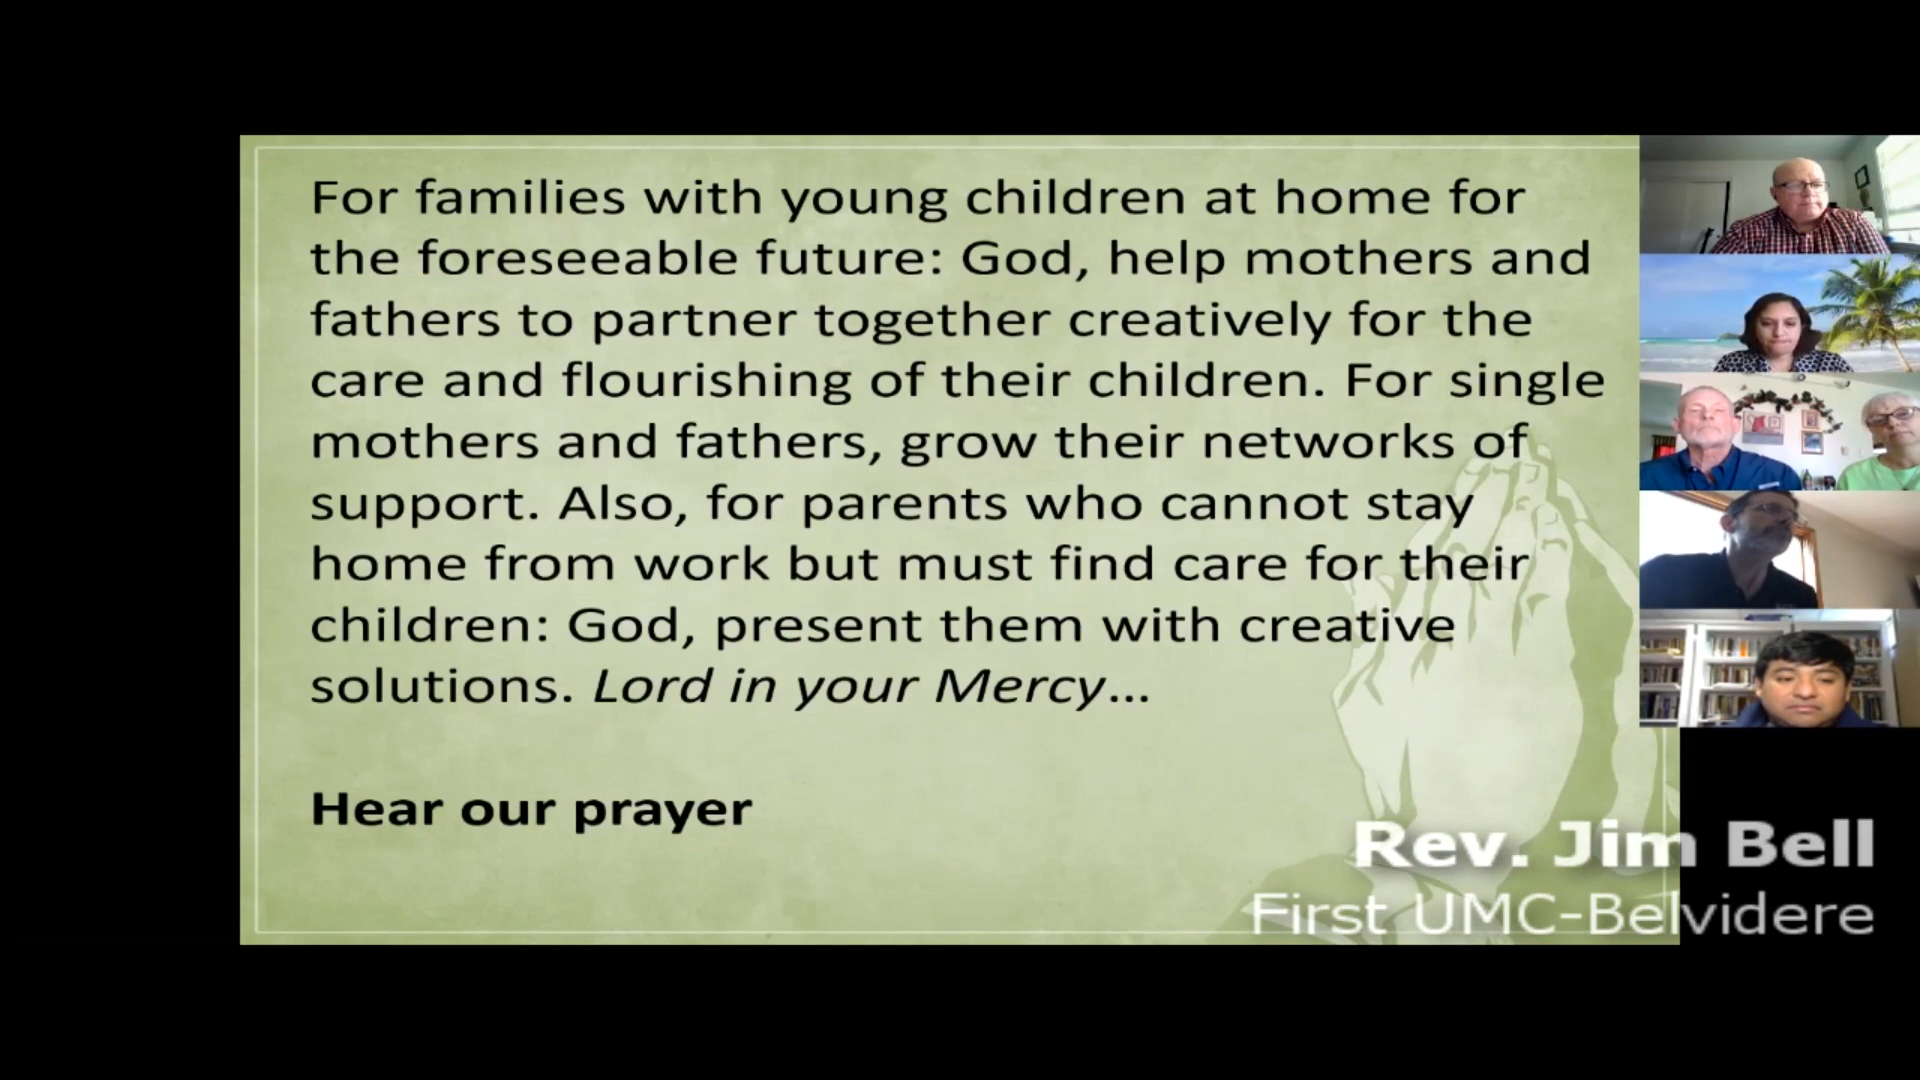 For families with young children at home for
the foreseeable future: God, help mothers and
fathers to partner together creatively for the
care and flourishing of their children. For single
mothers and fathers, grow their networks of
support. Also, for parents who cannot stay
home from work but must find care for their
children: God, present them with creative
solutions. Lord in your Mercy...
Hear our prayer
Rev. Jim Bell
First UMC-Belvidere